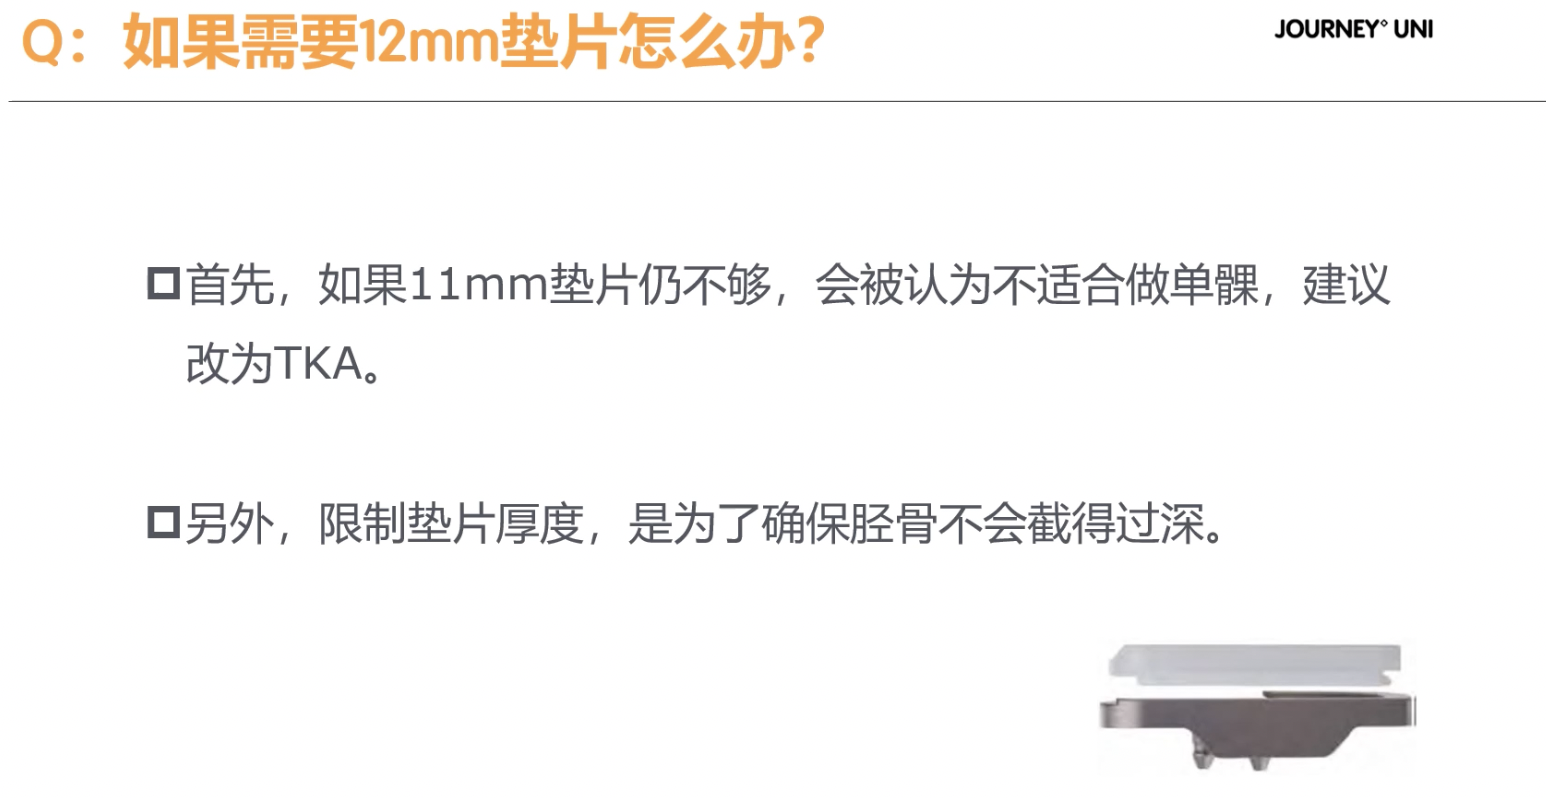 Q：如果需要12mm垫片怎么办？
JOURNEY° UNI
首先，如果11mm垫片仍不够，会被认为不适合做单髁，建议
改为TKA。
另外，限制垫片厚度，是为了确保胫骨不会截得过深。